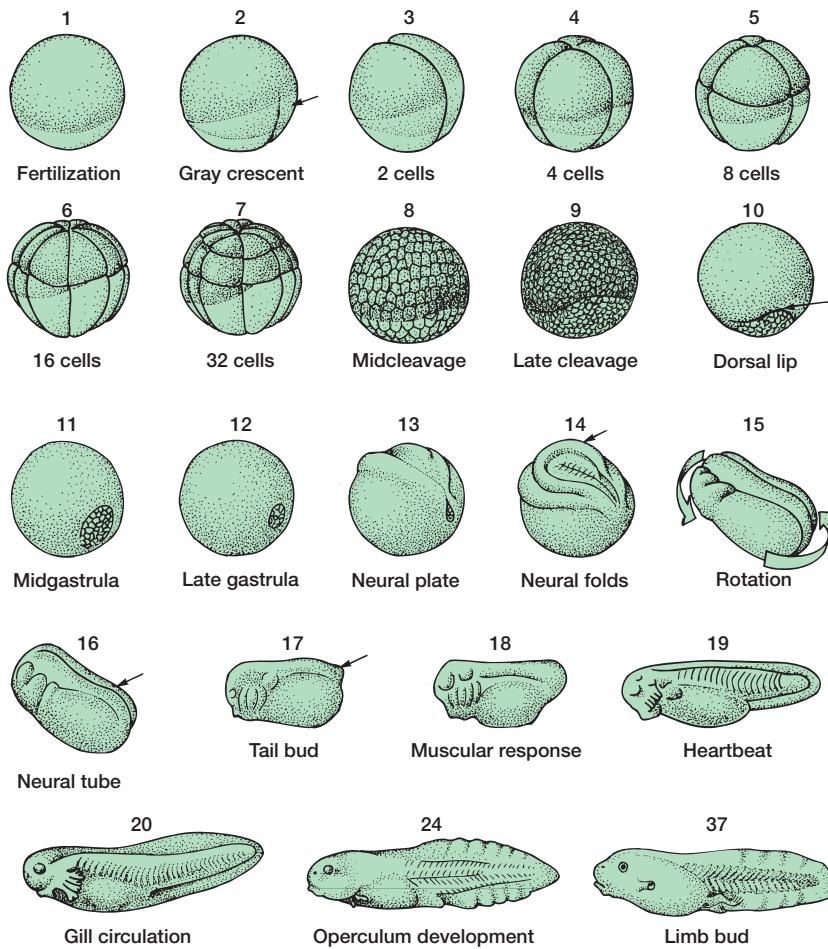 1 2 3 4 5
Fertilization Gray crescent 2 cells 4 cells 8 cells
6 7 8 9 10
16 cells 32 cells Midcleavage Late cleavage Dorsal lip
11 12 13 14 15
Midgastrula Late gastrula Neural plate Neural folds Rotation
16 17 18 19
Neural tube Tail bud Muscular response Heartbeat
20 24 37
Gill circulation Operculum development Limb bud